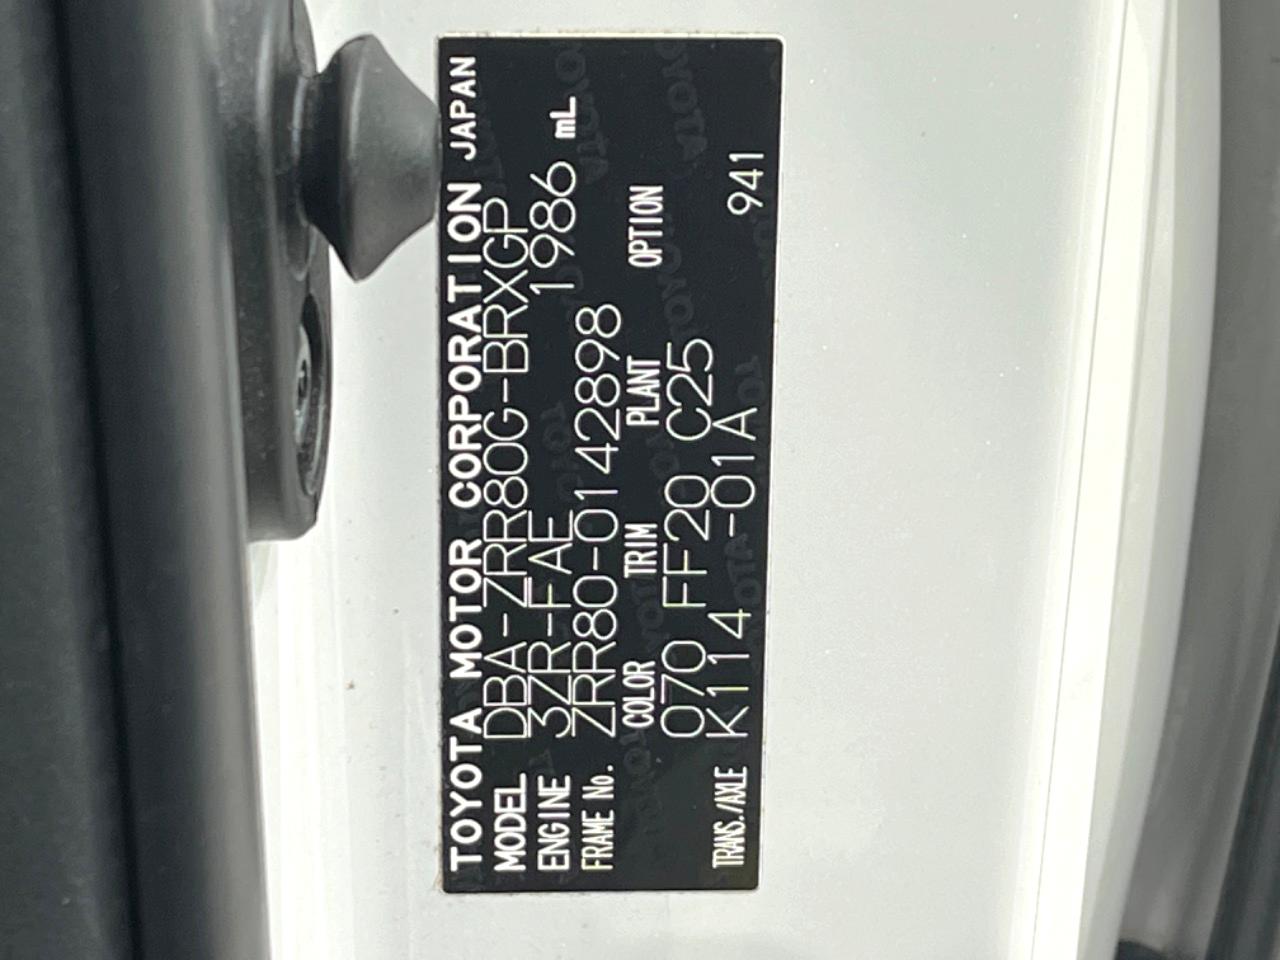 TOYOTA MOTOR CORPORATION JAPAN
MODEL DBA-ZRR80G-BRXGP
ENGINE 3ZR-FAE 1986 mL
FRAME No. ZRR80-0142898
COLOR TRIM PLANT OPTION
070 FF20 C25
TRANS./AXLE K114 -01A 941